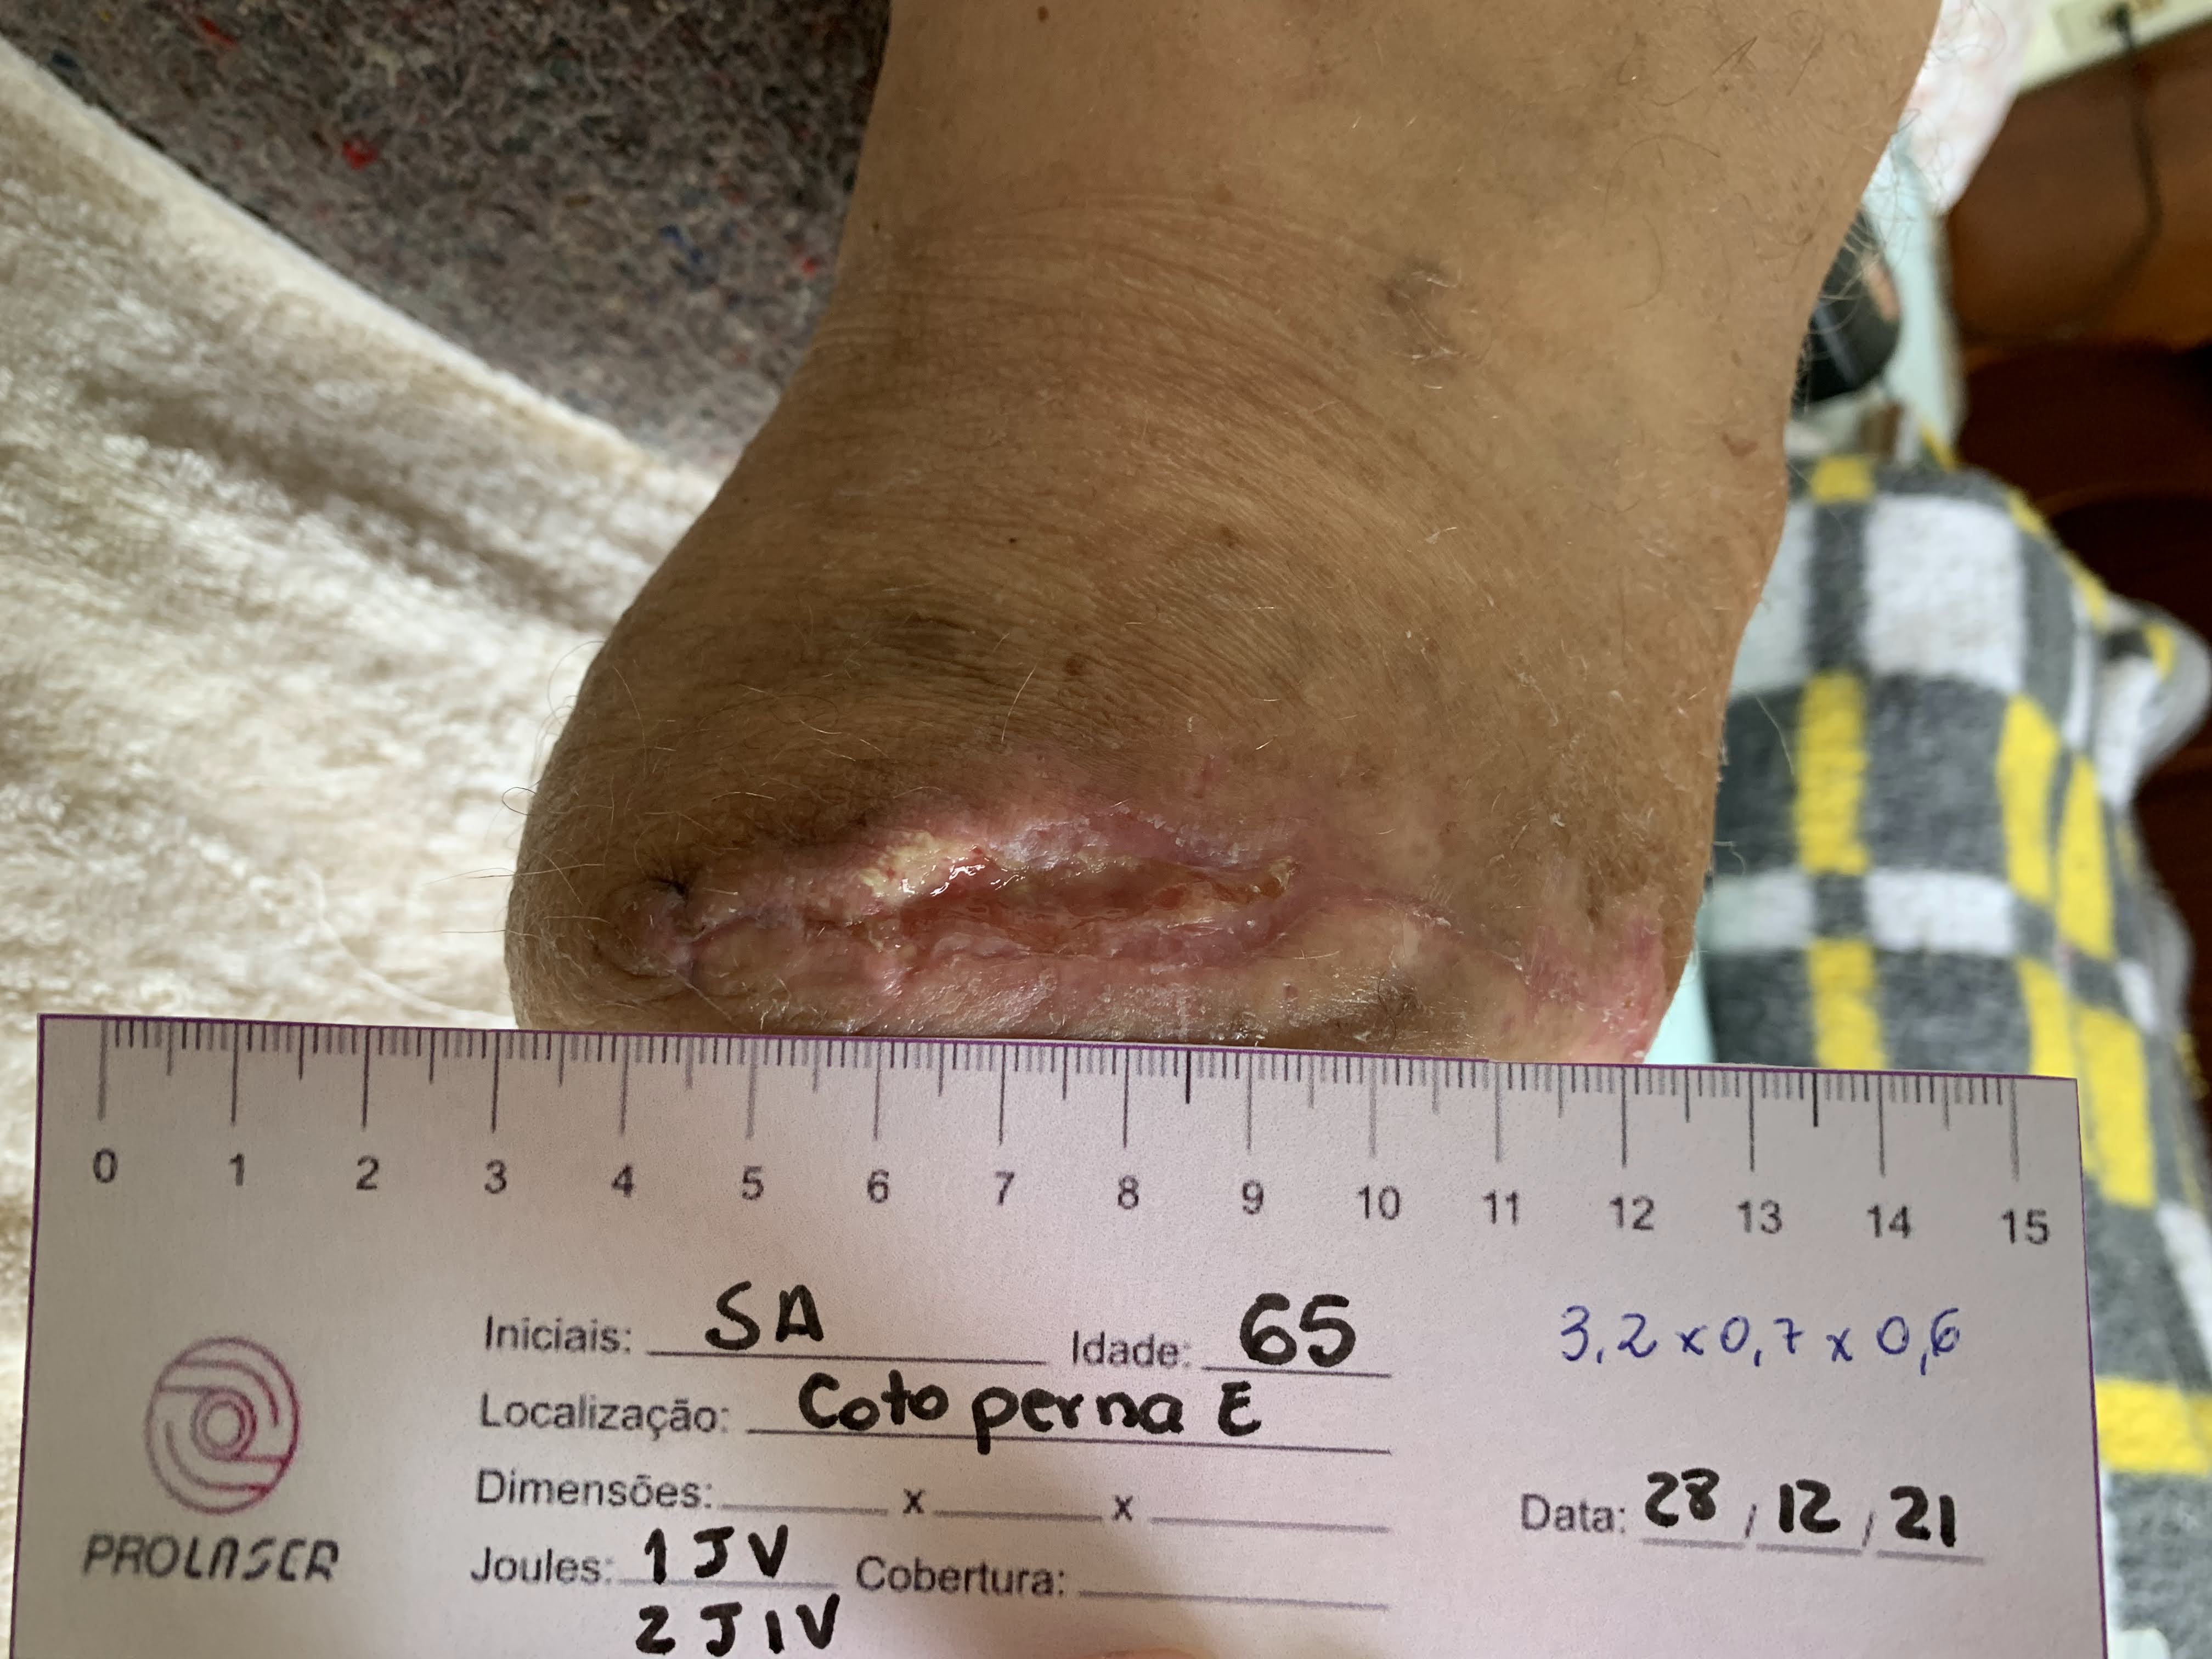 0 1 2 3 4 5 6 7 8 9 10 11 12 13 14 15
Iniciais: SA Idade: 65 3,2 x 0,7 x 0,6
Localização: Coto perna E
Dimensões: x x
Data: 28 / 12 / 21
Joules: 1 J V Cobertura:
2 J I V
PROLASER